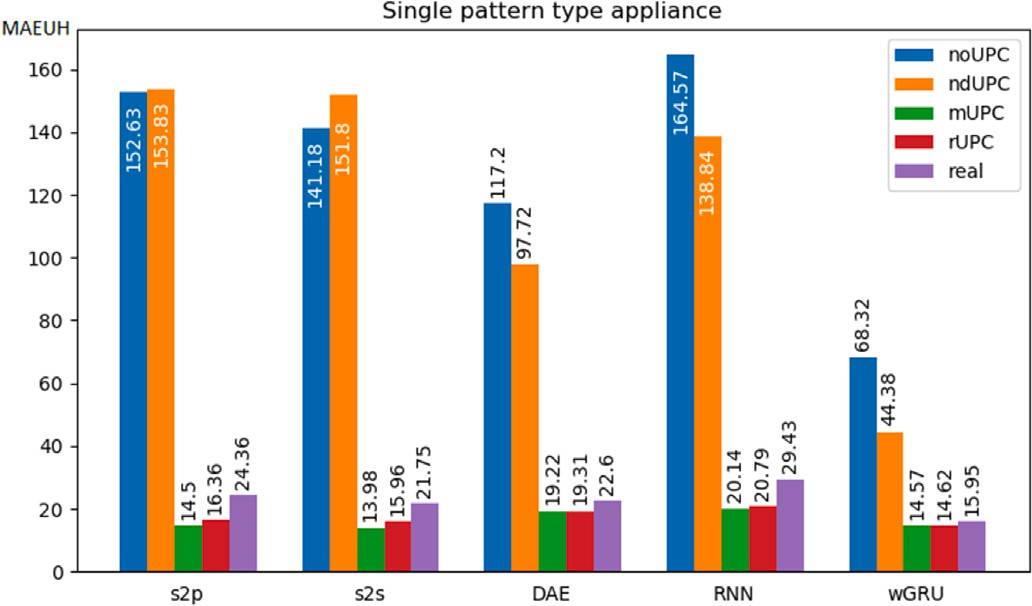 Single pattern type appliance
MAEUH
160
140
120
100
80
60
40
20
0
152.63
153.83
14.5
16.36
24.36
141.18
151.8
13.98
15.96
21.75
117.2
97.72
19.22
19.31
22.6
164.57
138.84
20.14
20.79
29.43
68.32
44.38
14.57
14.62
15.95
s2p
s2s
DAE
RNN
wGRU
noUPC
ndUPC
mUPC
rUPC
real